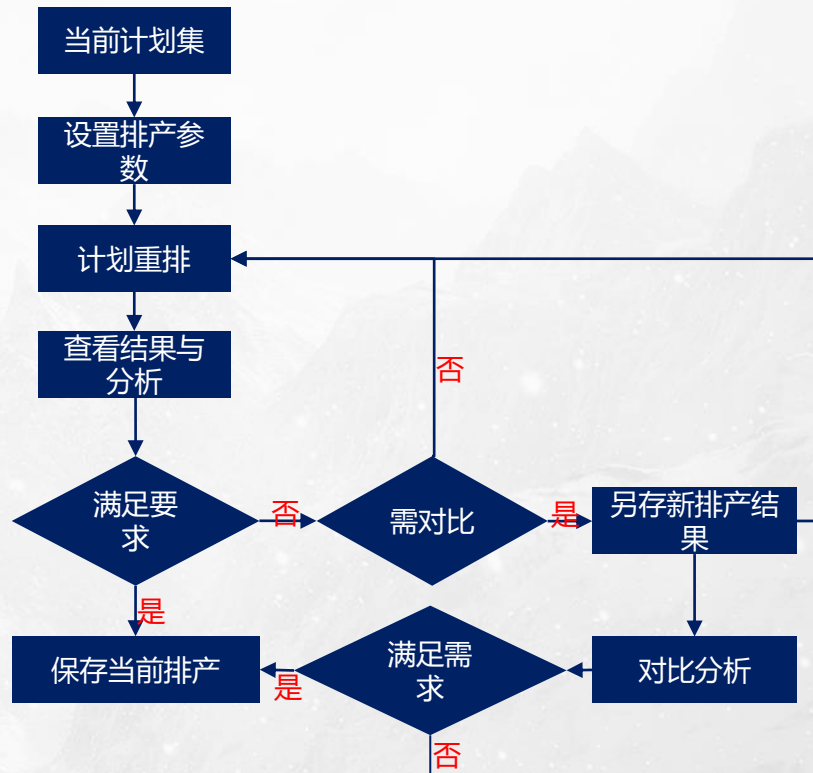 当前计划集
设置排产参
数
计划重排
查看结果与
分析
否
满足要
求
否
需对比
是
另存新排产结
果
是
保存当前排产
是
满足需
求
对比分析
否